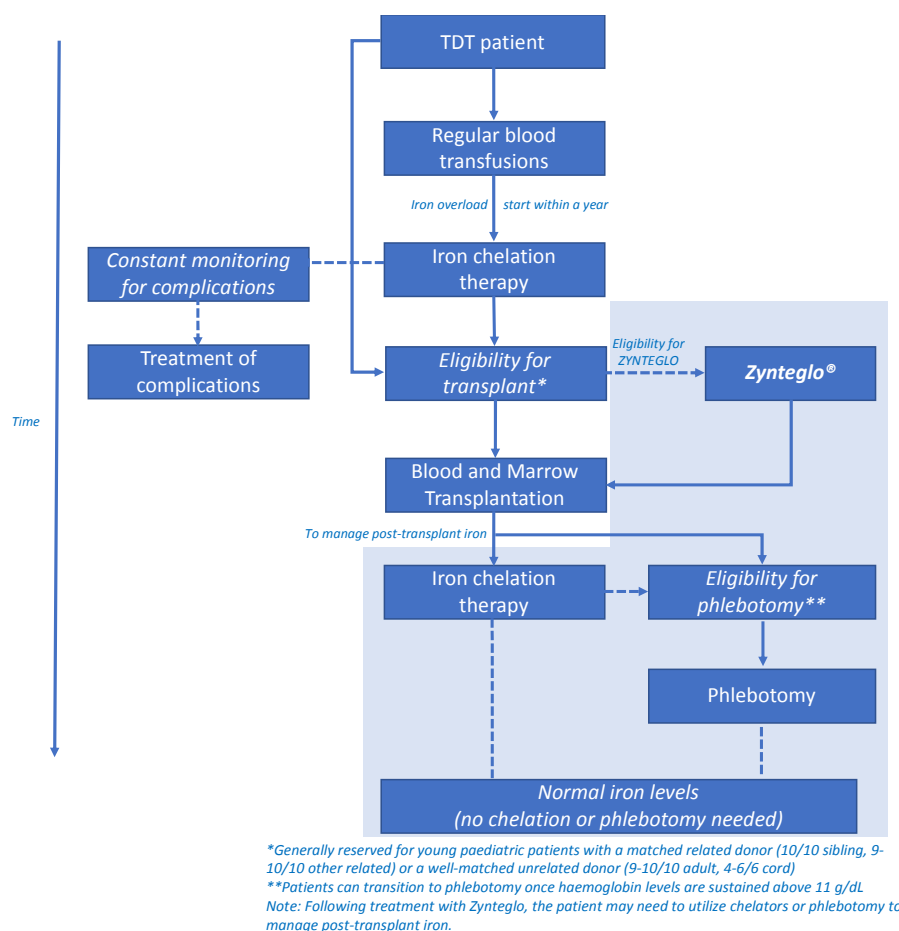 TDT patient
Regular blood
transfusions
Iron overload start within a year
Iron chelation
therapy
Constant monitoring
for complications
Treatment of
complications
Eligibility for
transplant*
Eligibility for
ZYNTEGLO
Zynteglo®
Time
Blood and Marrow
Transplantation
To manage post-transplant iron
Iron chelation
therapy
Eligibility for
phlebotomy**
Phlebotomy
Normal iron levels
(no chelation or phlebotomy needed)
*Generally reserved for young paediatric patients with a matched related donor (10/10 sibling, 9-
10/10 other related) or a well-matched unrelated donor (9-10/10 adult, 4-6/6 cord)
**Patients can transition to phlebotomy once haemoglobin levels are sustained above 11 g/dL
Note: Following treatment with Zynteglo, the patient may need to utilize chelators or phlebotomy to
manage post-transplant iron.